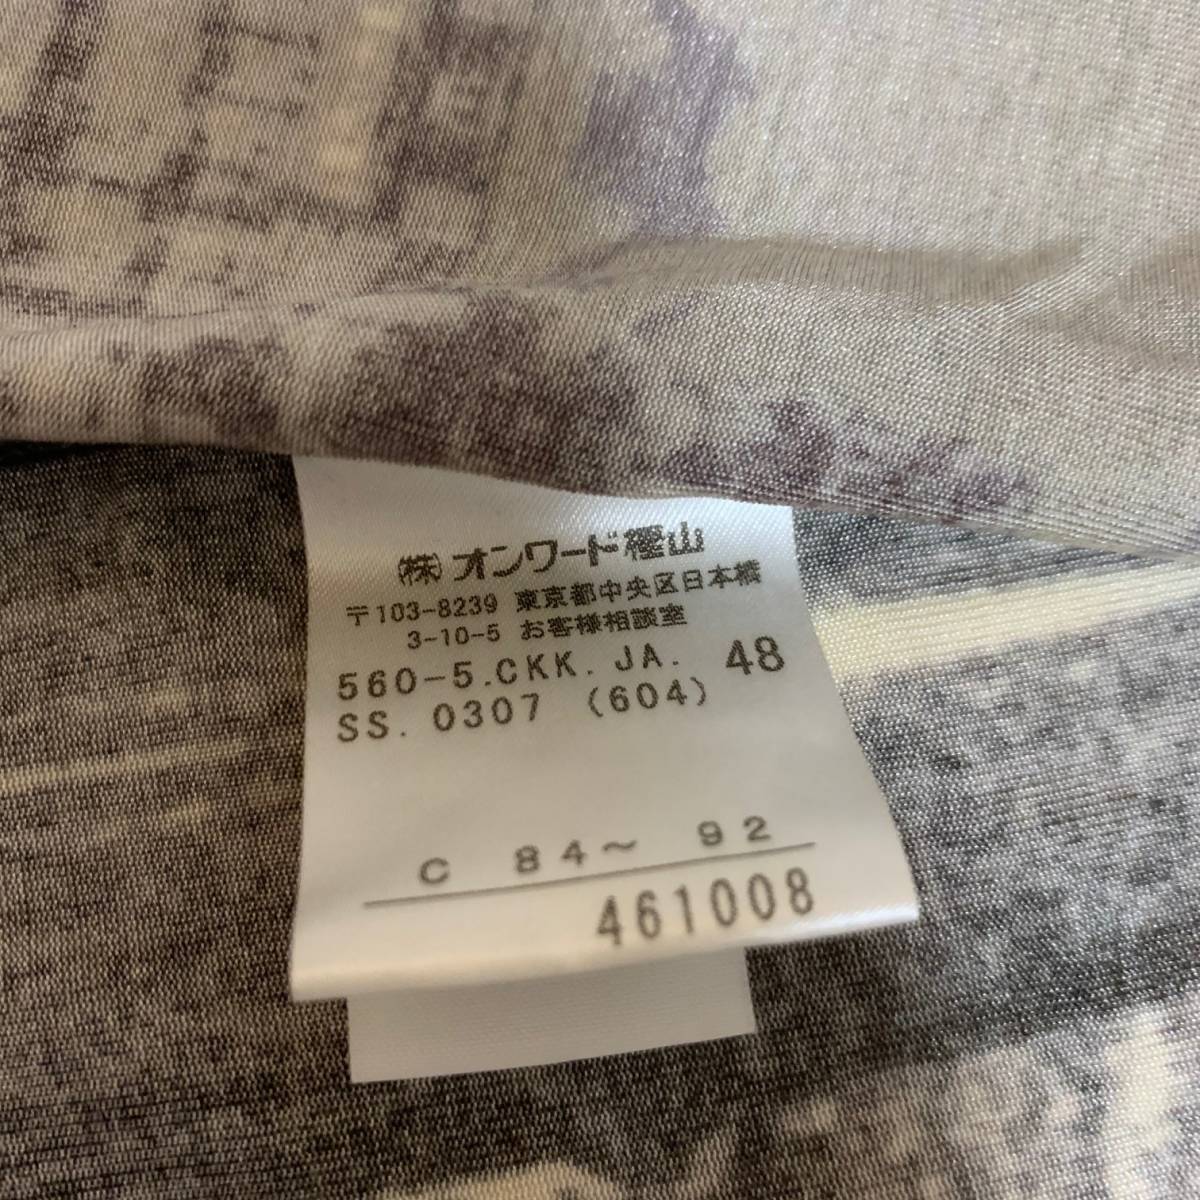 ㈱オンワード樫山
〒103-8239 東京都中央区日本橋
3-10-5 お客様相談室
560-5.CKK.JA. 48
SS. 0307 (604)
C 84～ 92
461008